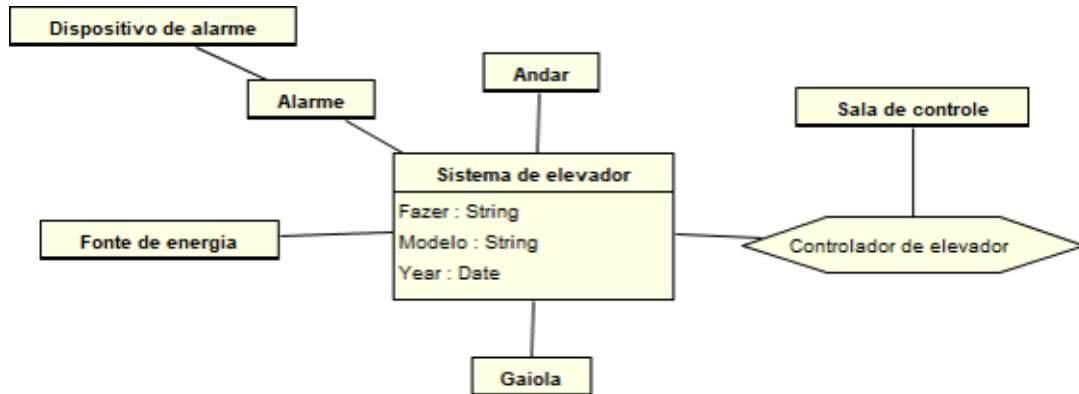 Dispositivo de alarme
Andar
Alarme
Sala de controle
Sistema de elevador
Fazer : String
Modelo : String
Year : Date
Fonte de energia
Controlador de elevador
Gaiola